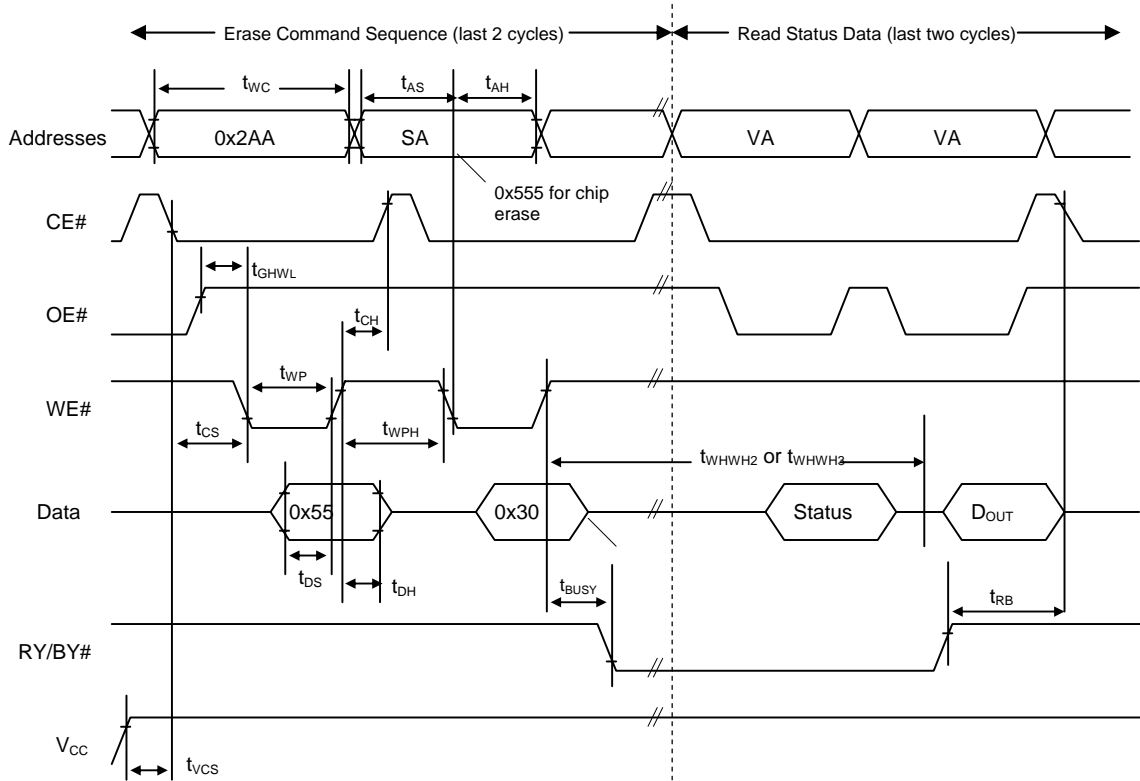 Erase Command Sequence (last 2 cycles) Read Status Data (last two cycles)
tWC tAS tAH
Addresses 0x2AA SA VA VA
0x555 for chip
erase
CE#
tGHWL
OE#
tCH
tWP
WE#
tCS tWPH
tWHWH2 or tWHWH3
Data 0x55 0x30 Status DOUT
tDS tDH tBUSY
tRB
RY/BY#
VCC
tVCS